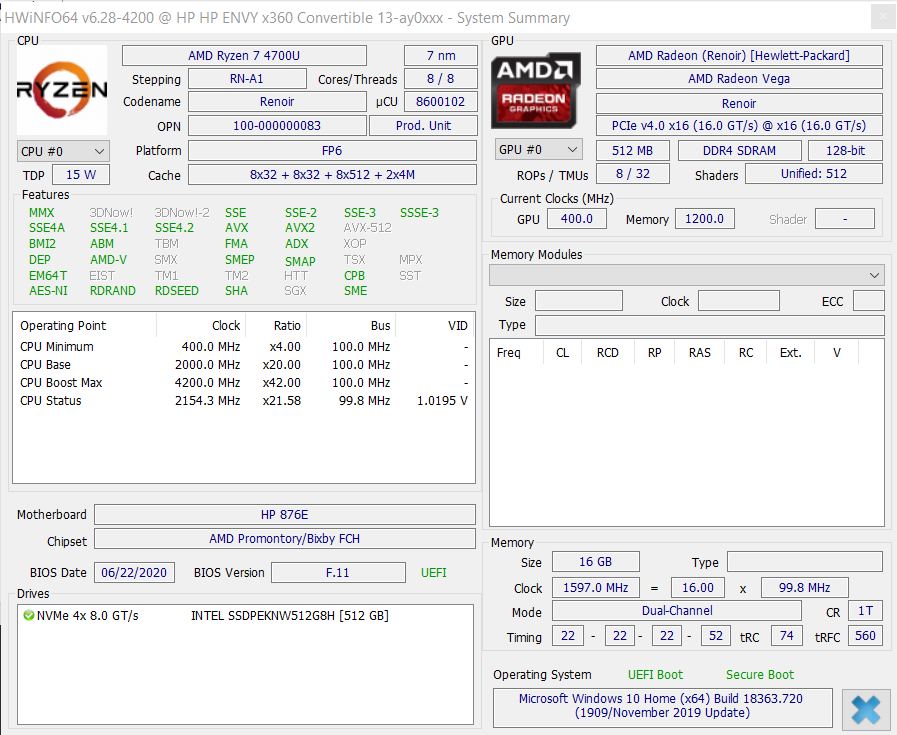 HWiNFO64 v6.28-4200 @ HP HP ENVY x360 Convertible 13-ay0xxx - System Summary
CPU
RYZEN
AMD Ryzen 7 4700U 7 nm
Stepping RN-A1 Cores/Threads 8 / 8
Codename Renoir µCU 8600102
OPN 100-000000083 Prod. Unit
CPU #0 Platform FP6
TDP 15 W Cache 8x32 + 8x32 + 8x512 + 2x4M
Features
MMX 3DNow! 3DNow!-2 SSE SSE-2 SSE-3 SSSE-3
SSE4A SSE4.1 SSE4.2 AVX AVX2 AVX-512
BMI2 ABM TBM FMA ADX XOP
DEP AMD-V SMX SMEP SMAP TSX MPX
EM64T EIST TM1 TM2 HTT CPB SST
AES-NI RDRAND RDSEED SHA SGX SME
Operating Point Clock Ratio Bus VID
CPU Minimum 400.0 MHz x4.00 100.0 MHz -
CPU Base 2000.0 MHz x20.00 100.0 MHz -
CPU Boost Max 4200.0 MHz x42.00 100.0 MHz -
CPU Status 2154.3 MHz x21.58 99.8 MHz 1.0195 V
Motherboard HP 876E
Chipset AMD Promontory/Bixby FCH
BIOS Date 06/22/2020 BIOS Version F.11 UEFI
Drives
NVMe 4x 8.0 GT/s INTEL SSDPEKNW512G8H [512 GB]
GPU
AMD
RADEON
GRAPHICS
AMD Radeon (Renoir) [Hewlett-Packard]
AMD Radeon Vega
Renoir
PCIe v4.0 x16 (16.0 GT/s) @ x16 (16.0 GT/s)
GPU #0 512 MB DDR4 SDRAM 128-bit
ROPs / TMUs 8 / 32 Shaders Unified: 512
Current Clocks (MHz)
GPU 400.0 Memory 1200.0 Shader -
Memory Modules
Size Clock ECC
Type
Freq CL RCD RP RAS RC Ext. V
Memory
Size 16 GB Type
Clock 1597.0 MHz = 16.00 x 99.8 MHz
Mode Dual-Channel CR 1T
Timing 22 - 22 - 22 - 52 tRC 74 tRFC 560
Operating System UEFI Boot Secure Boot
Microsoft Windows 10 Home (x64) Build 18363.720
(1909/November 2019 Update)